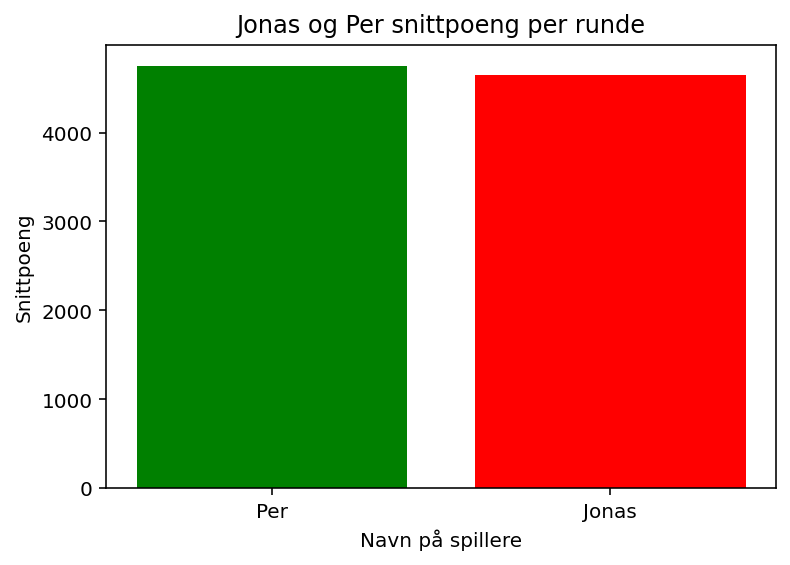 Jonas og Per snittpoeng per runde
Snittpoeng
4000
3000
2000
1000
0
Per
Jonas
Navn på spillere